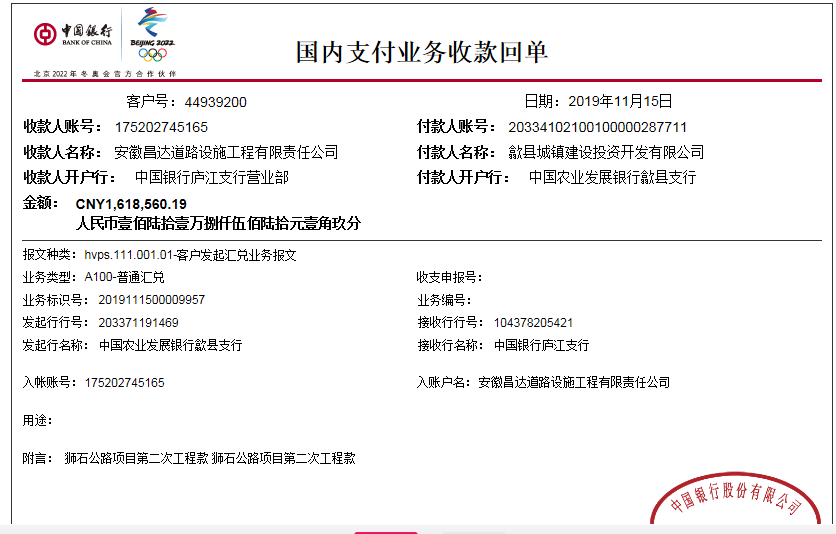 中国银行
BANK OF CHINA
BEIJING 2022
北京2022年冬奥会官方合作伙伴
国内支付业务收款回单
客户号：44939200 日期：2019年11月15日
收款人账号：175202745165 付款人账号：20334102100100000287711
收款人名称：安徽昌达道路设施工程有限责任公司 付款人名称：歙县城镇建设投资开发有限公司
收款人开户行：中国银行庐江支行营业部 付款人开户行：中国农业发展银行歙县支行
金额：CNY1,618,560.19
人民币壹佰陆拾壹万捌仟伍佰陆拾元壹角玖分
报文种类：hvps.111.001.01-客户发起汇兑业务报文
业务类型：A100-普通汇兑 收支申报号：
业务标识号：2019111500009957 业务编号：
发起行行号：203371191469 接收行行号：104378205421
发起行名称：中国农业发展银行歙县支行 接收行名称：中国银行庐江支行
入帐账号：175202745165 入账户名：安徽昌达道路设施工程有限责任公司
用途：
附言：狮石公路项目第二次工程款 狮石公路项目第二次工程款
中国银行股份有限公司